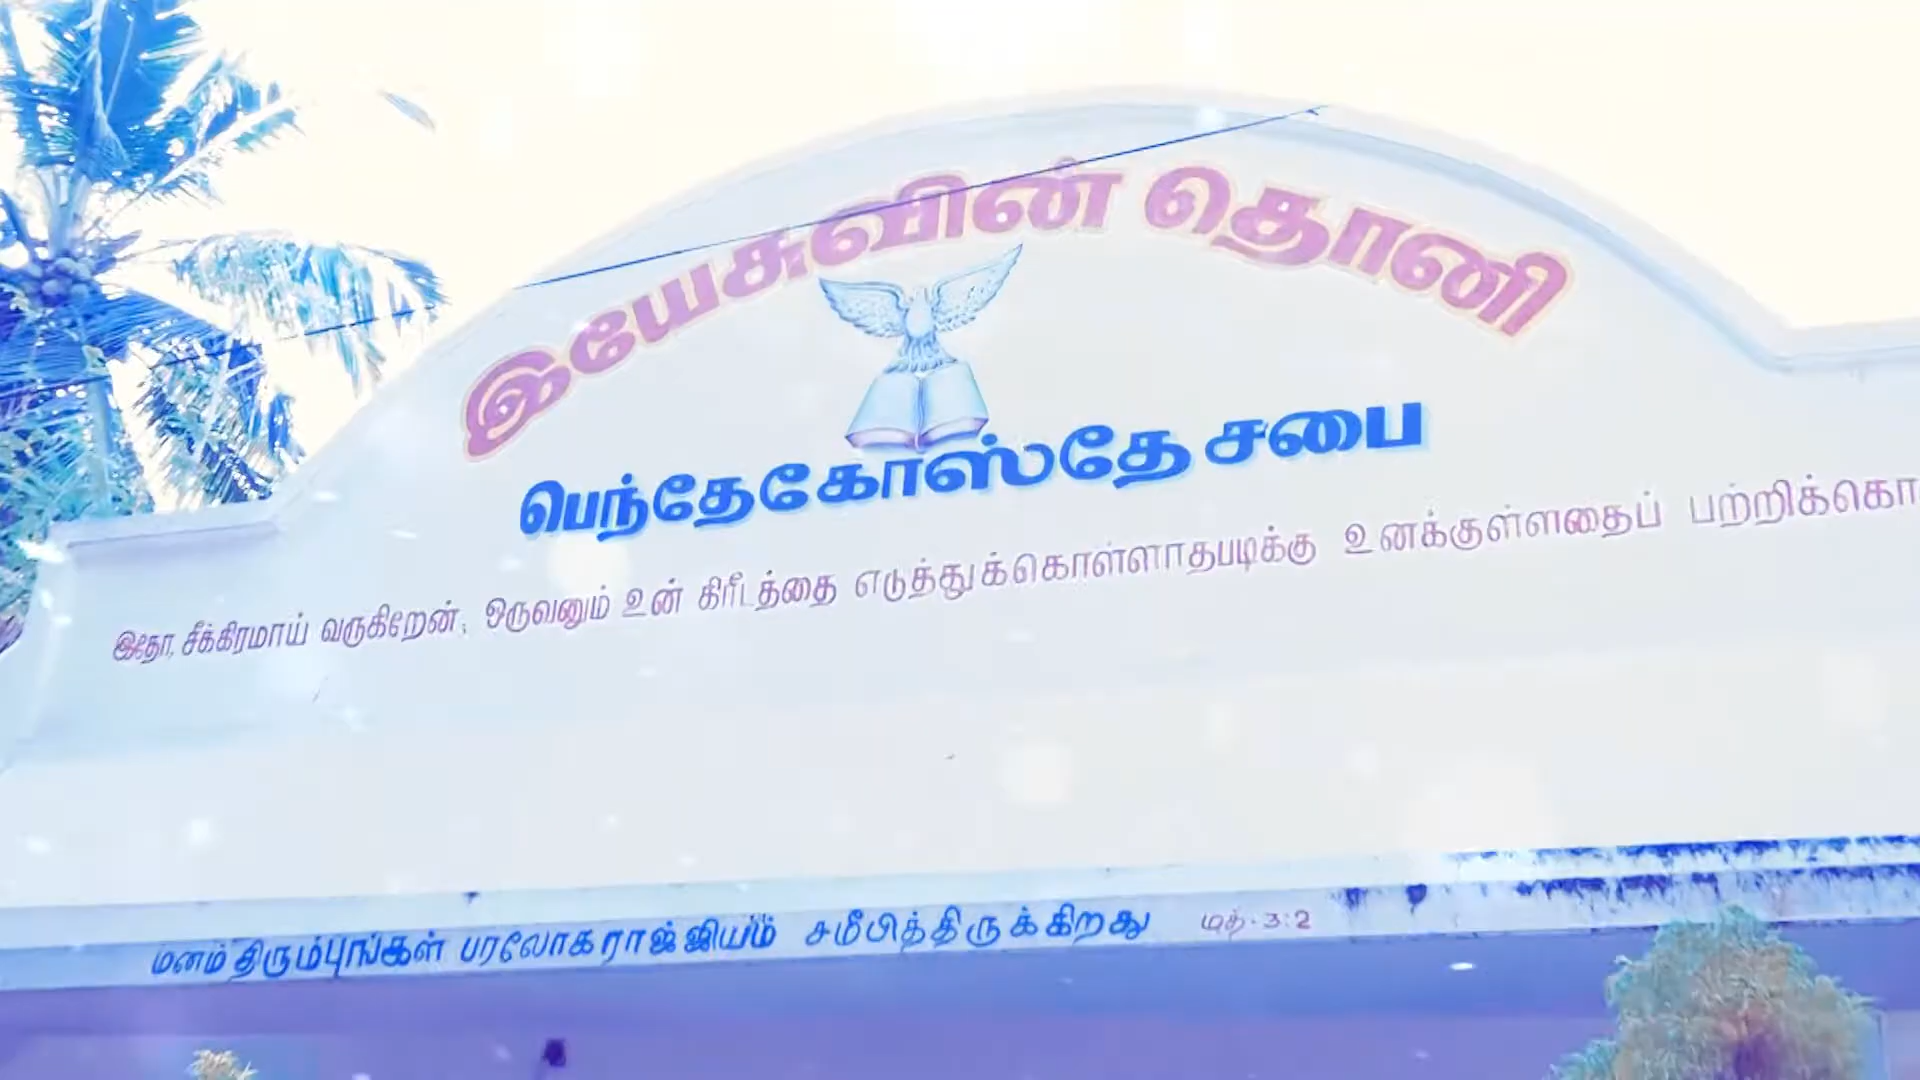 இயேசுவின் தொனி
பெந்தேகோஸ்தே சபை
இதோ, சீக்கிரமாய் வருகிறேன்; ஒருவனும் உன் கிரீடத்தை எடுத்துக்கொள்ளாதபடிக்கு உனக்குள்ளதைப் பற்றிக்கொ
மனம் திரும்புங்கள் பரலோகராஜ்ஜியம் சமீபித்திருக்கிறது மத்.3:2